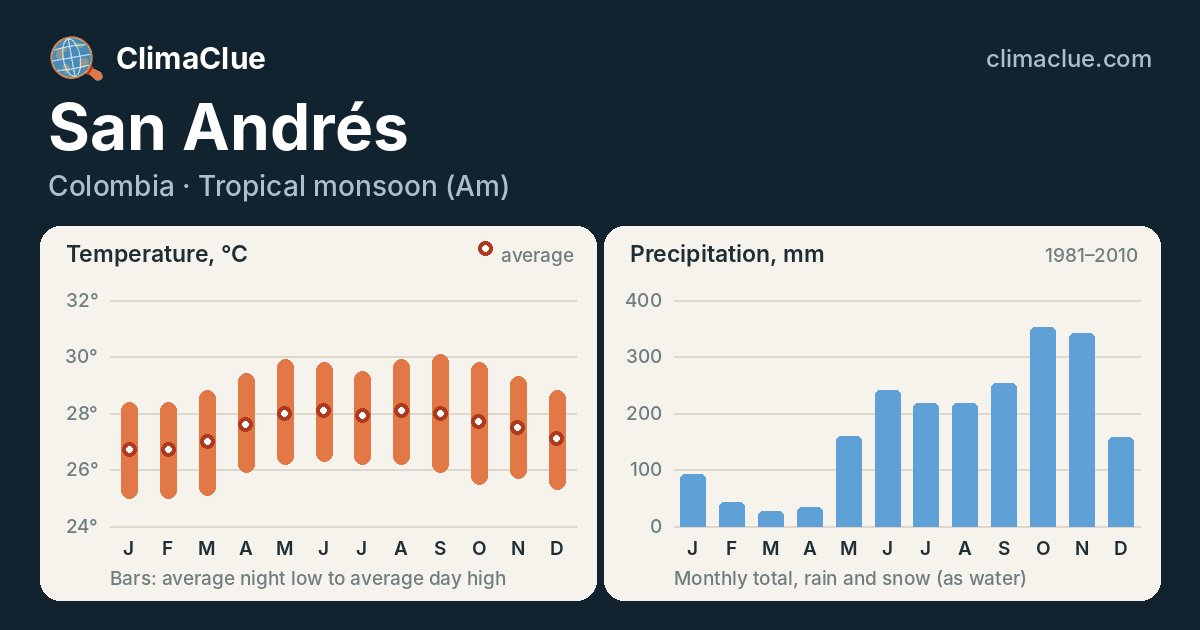 ClimaClue
climaclue.com
San Andrés
Colombia · Tropical monsoon (Am)
Temperature, °C
average
32°
30°
28°
26°
24°
J F M A M J J A S O N D
Bars: average night low to average day high
Precipitation, mm
1981–2010
400
300
200
100
0
J F M A M J J A S O N D
Monthly total, rain and snow (as water)